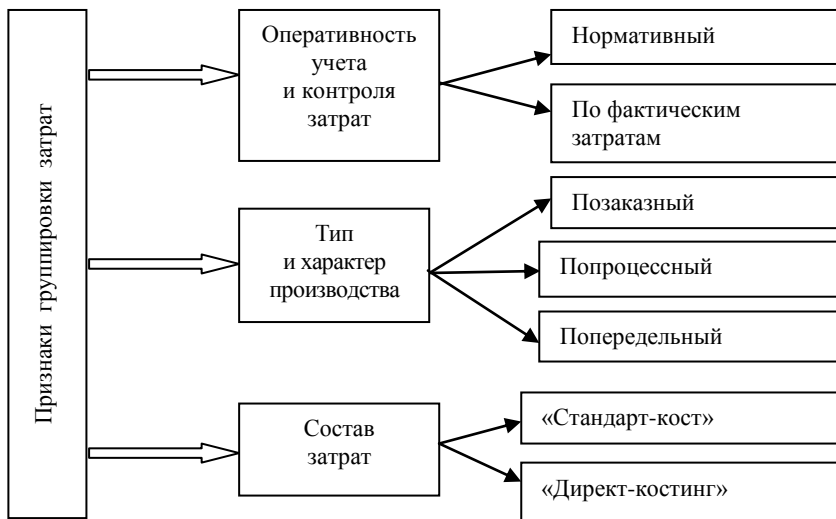 Признаки группировки затрат
Оперативность
учета
и контроля
затрат
Нормативный
По фактическим
затратам
Тип
и характер
производства
Позаказный
Попроцессный
Попередельный
Состав
затрат
«Стандарт-кост»
«Директ-костинг»